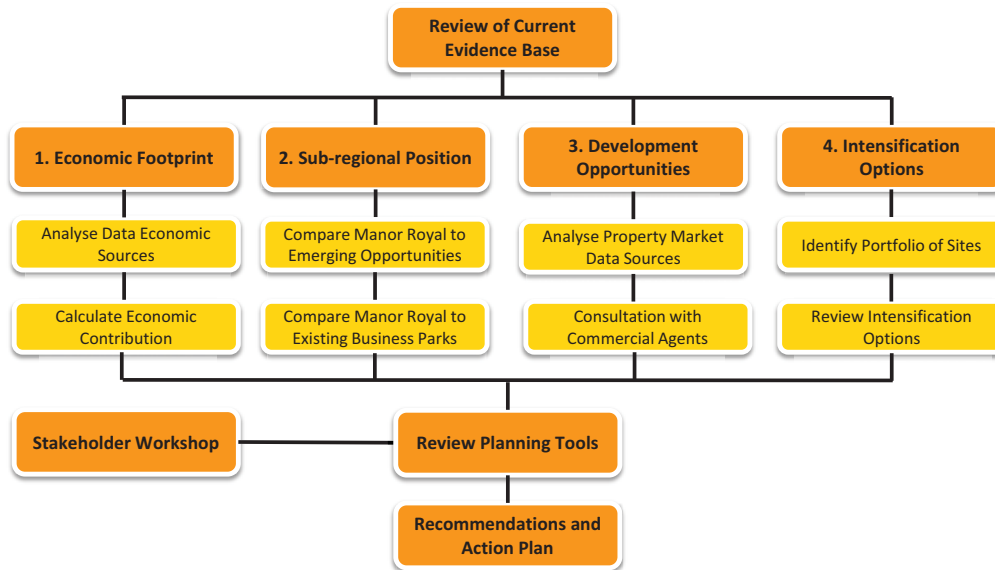 Review of Current
Evidence Base
1. Economic Footprint
2. Sub-regional Position
3. Development
Opportunities
4. Intensification
Options
Analyse Data Economic
Sources
Compare Manor Royal to
Emerging Opportunities
Analyse Property Market
Data Sources
Identify Portfolio of Sites
Calculate Economic
Contribution
Compare Manor Royal to
Existing Business Parks
Consultation with
Commercial Agents
Review Intensification
Options
Stakeholder Workshop
Review Planning Tools
Recommendations and
Action Plan